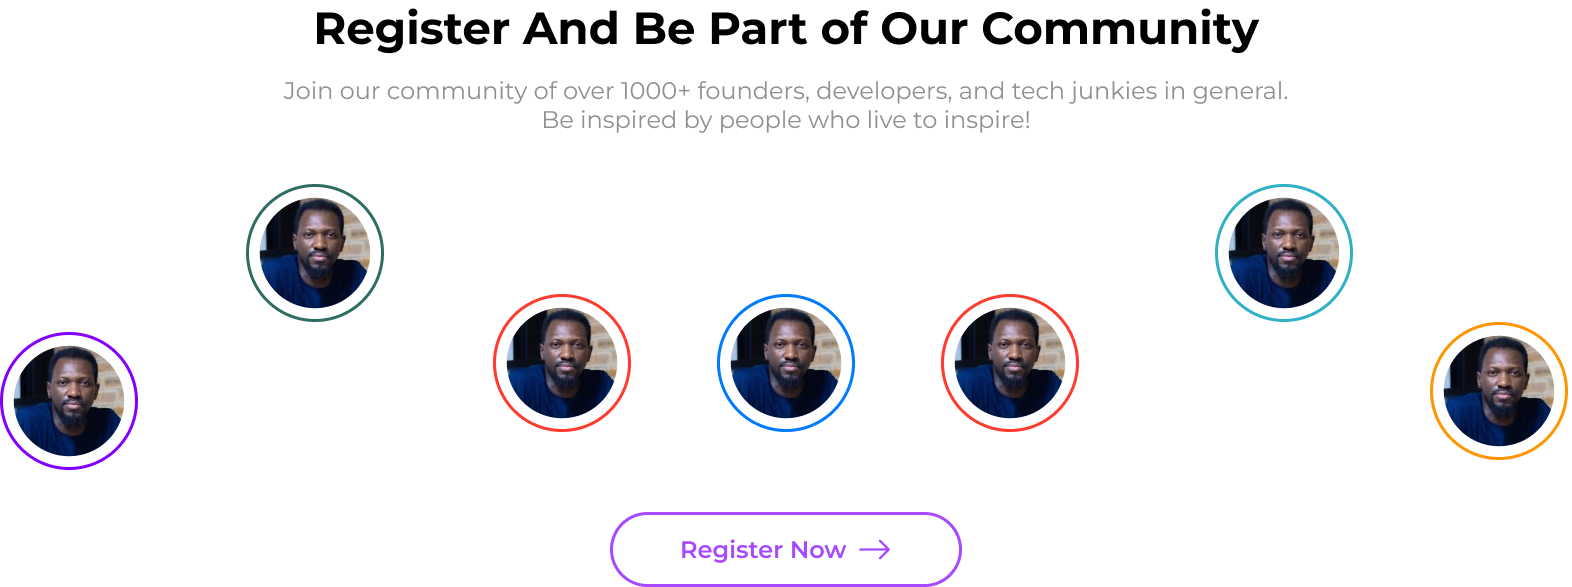 Register And Be Part of Our Community
Join our community of over 1000+ founders, developers, and tech junkies in general.
Be inspired by people who live to inspire!
Register Now